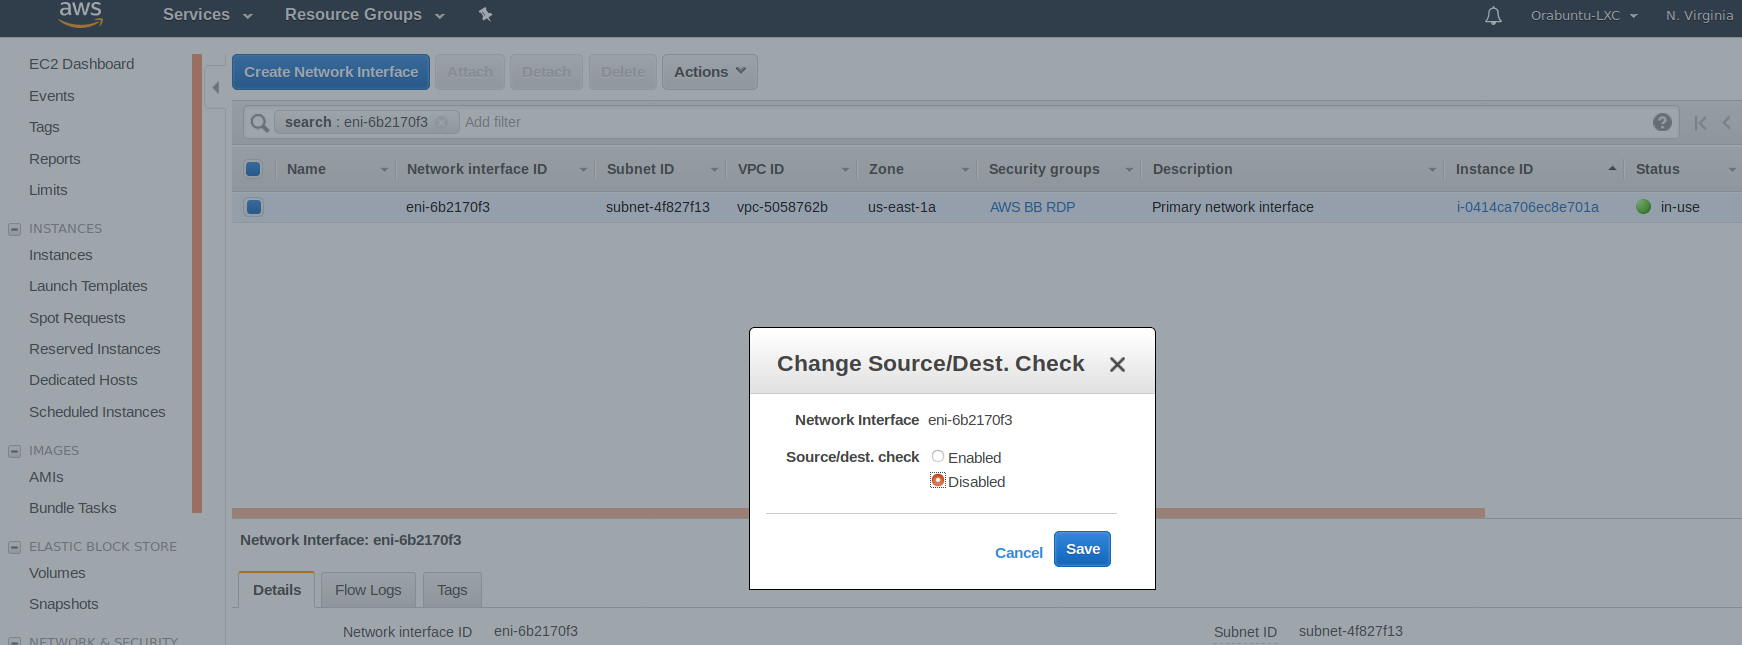 aws Services Resource Groups Orabuntu-LXC N. Virginia
EC2 Dashboard
Events
Tags
Reports
Limits
INSTANCES
Instances
Launch Templates
Spot Requests
Reserved Instances
Dedicated Hosts
Scheduled Instances
IMAGES
AMIs
Bundle Tasks
ELASTIC BLOCK STORE
Volumes
Snapshots
NETWORK & SECURITY
Create Network Interface Attach Detach Delete Actions
search : eni-6b2170f3 Add filter
Name Network interface ID Subnet ID VPC ID Zone Security groups Description Instance ID Status
eni-6b2170f3 subnet-4f827f13 vpc-5058762b us-east-1a AWS BB RDP Primary network interface i-0414ca706ec8e701a in-use
Change Source/Dest. Check
Network Interface eni-6b2170f3
Source/dest. check Enabled
Disabled
Cancel Save
Network Interface: eni-6b2170f3
Details Flow Logs Tags
Network interface ID eni-6b2170f3 Subnet ID subnet-4f827f13